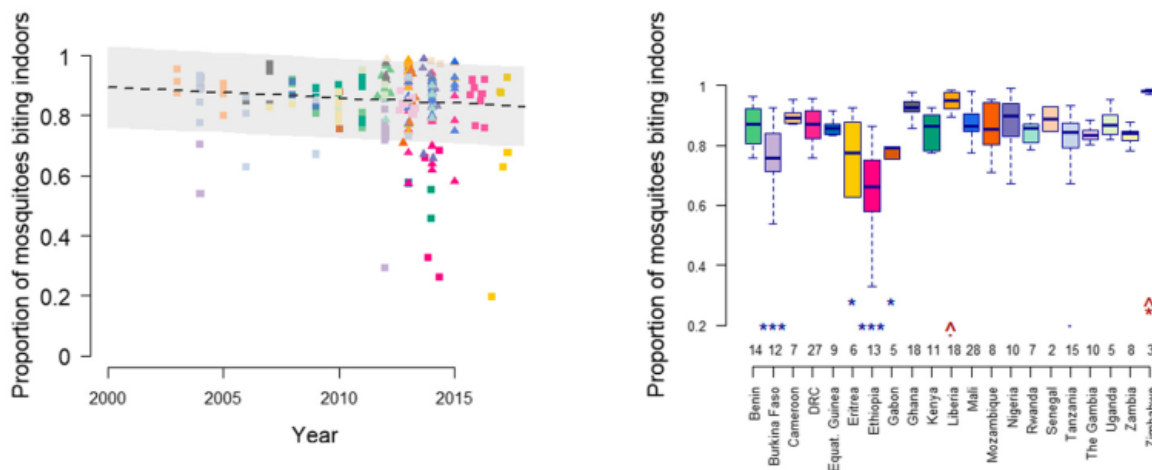 Proportion of mosquitoes biting indoors
1
0.8
0.6
0.4
0.2
0
2000 2005 2010 2015
Year
Proportion of mosquitoes biting indoors
1
0.8
0.6
0.4
0.2
* *
*** *** ^ . ^ *
14 12 7 27 9 6 13 5 18 11 18 28 8 10 7 2 15 10 5 8 3
Benin
Burkina Faso
Cameroon
DRC
Equat. Guinea
Eritrea
Ethiopia
Gabon
Ghana
Kenya
Liberia
Mali
Mozambique
Nigeria
Rwanda
Senegal
Tanzania
The Gambia
Uganda
Zambia
Zimbabwe